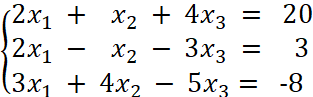 2x₁ + x₂ + 4x₃ = 20
2x₁ - x₂ - 3x₃ = 3
3x₁ + 4x₂ - 5x₃ = -8